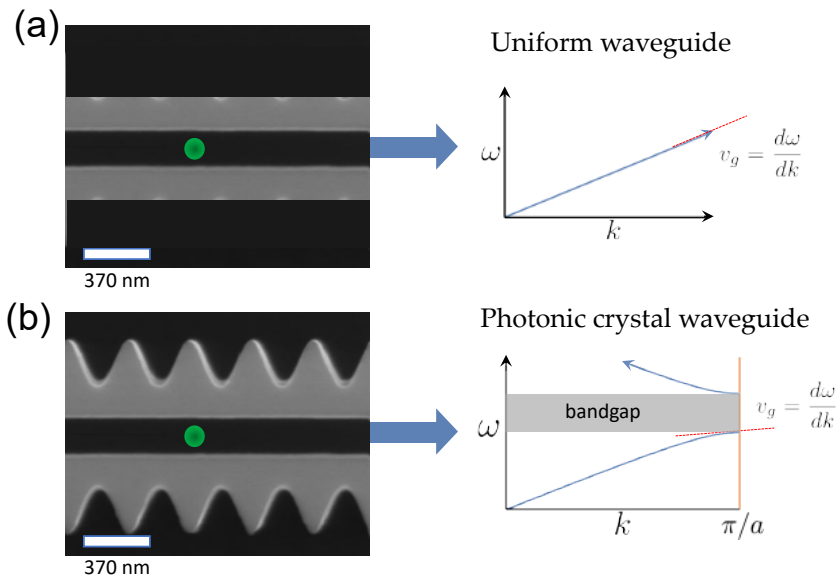 (a)
Uniform waveguide
ω
v_g = dω/dk
k
370 nm
(b)
Photonic crystal waveguide
bandgap
ω
v_g = dω/dk
k
π/a
370 nm